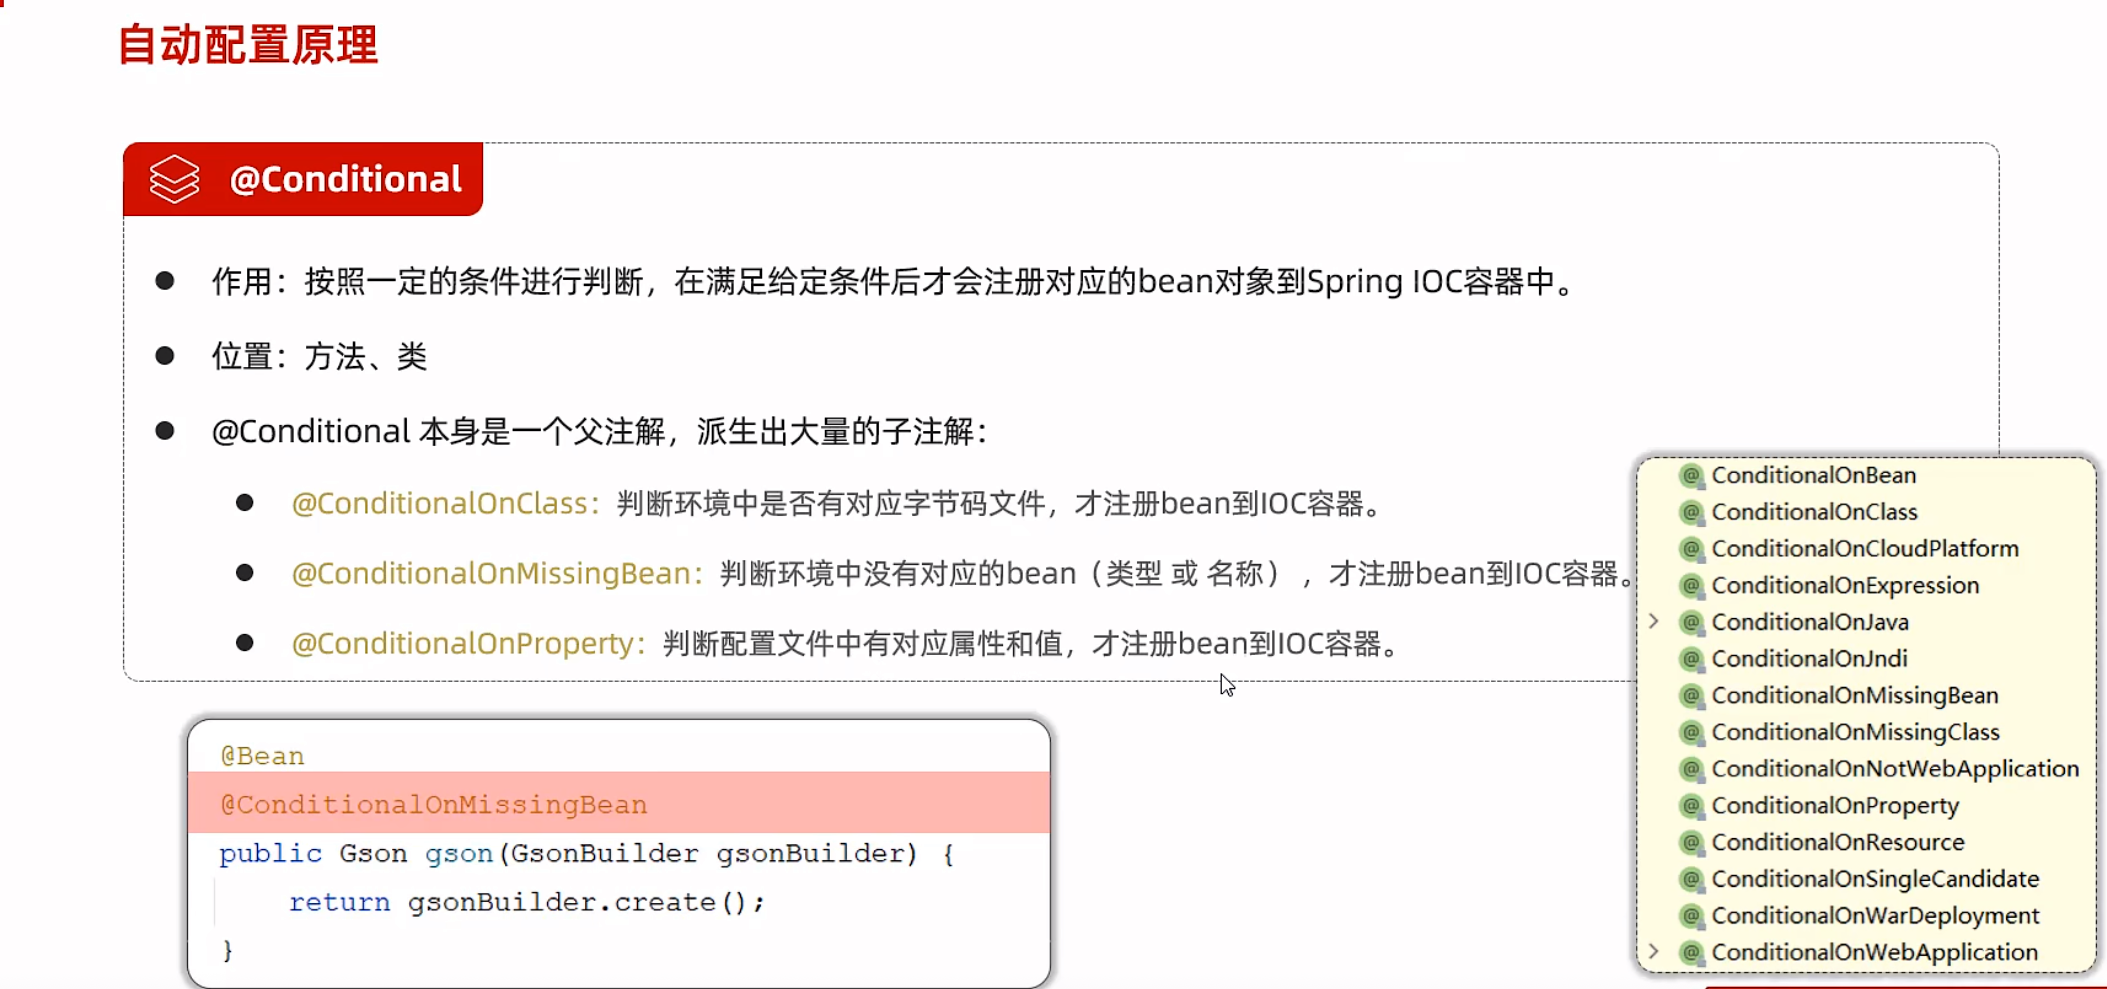 自动配置原理
@Conditional
作用：按照一定的条件进行判断，在满足给定条件后才会注册对应的bean对象到Spring IOC容器中。
位置：方法、类
@Conditional 本身是一个父注解，派生出大量的子注解：
@ConditionalOnClass：判断环境中是否有对应字节码文件，才注册bean到IOC容器。
@ConditionalOnMissingBean：判断环境中没有对应的bean（类型 或 名称），才注册bean到IOC容器。
@ConditionalOnProperty：判断配置文件中有对应属性和值，才注册bean到IOC容器。
@Bean
@ConditionalOnMissingBean
public Gson gson(GsonBuilder gsonBuilder) {
return gsonBuilder.create();
}
ConditionalOnBean
ConditionalOnClass
ConditionalOnCloudPlatform
ConditionalOnExpression
ConditionalOnJava
ConditionalOnJndi
ConditionalOnMissingBean
ConditionalOnMissingClass
ConditionalOnNotWebApplication
ConditionalOnProperty
ConditionalOnResource
ConditionalOnSingleCandidate
ConditionalOnWarDeployment
ConditionalOnWebApplication